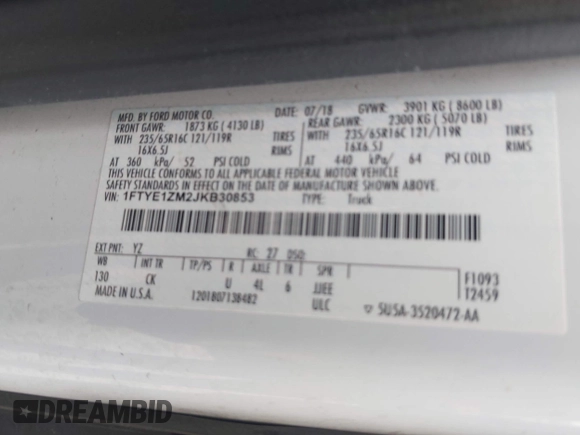 MFD. BY FORD MOTOR CO. DATE: 07/18 GVWR: 3901 KG ( 8600 LB)
FRONT GAWR: 1873 KG ( 4130 LB) REAR GAWR: 2300 KG ( 5070 LB)
WITH 235/65R16C 121/119R TIRES WITH 235/65R16C 121/119R TIRES
16X6.5J RIMS 16X6.5J RIMS
AT 360 kPa/ 52 PSI COLD AT 440 kPa/ 64 PSI COLD
THIS VEHICLE CONFORMS TO ALL APPLICABLE FEDERAL MOTOR VEHICLE
SAFETY AND THEFT PREVENTION STANDARDS IN EFFECT ON THE DATE OF MANUFACTURE SHOWN ABOVE.
VIN: 1FTYE1ZM2JKB30853 TYPE: Truck
EXT PNT: YZ RC: 27 DSO:
WB INT TR TP/PS R AXLE TR SPR
130 CK U 4L 6 JJEE F1093
MADE IN U.S.A. 1201807138482 ULC T2459
5U5A-3520472-AA
DREAMBID